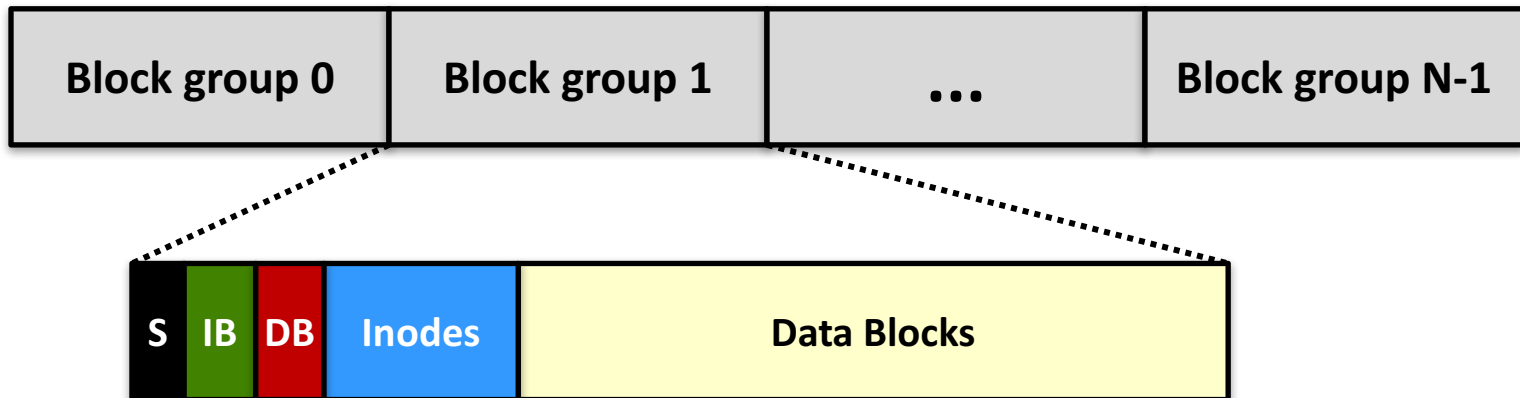 Block group 0 Block group 1 ... Block group N-1
S IB DB Inodes Data Blocks